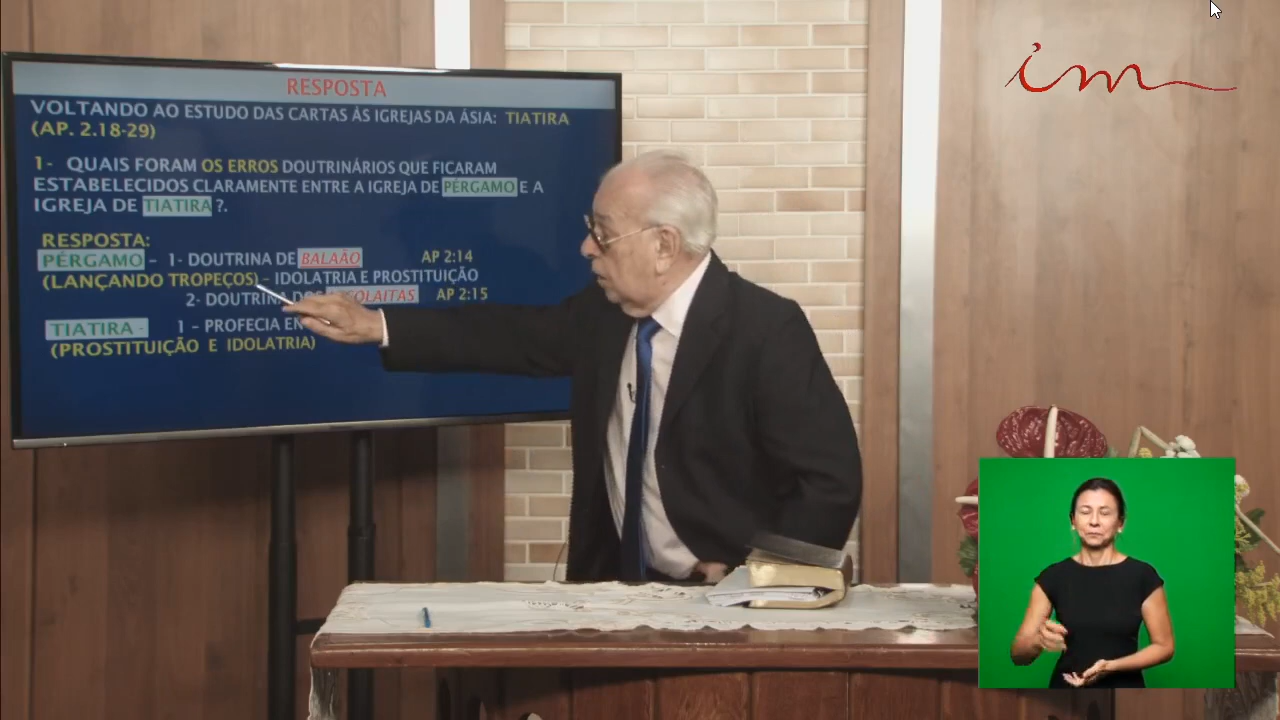 RESPOSTA
VOLTANDO AO ESTUDO DAS CARTAS ÀS IGREJAS DA ÁSIA: TIATIRA
(AP. 2.18-29)
1- QUAIS FORAM OS ERROS DOUTRINÁRIOS QUE FICARAM
ESTABELECIDOS CLARAMENTE ENTRE A IGREJA DE PÉRGAMO E A
IGREJA DE TIATIRA ?.
RESPOSTA:
PÉRGAMO – 1- DOUTRINA DE BALAÃO AP 2:14
(LANÇANDO TROPEÇOS) – IDOLATRIA E PROSTITUIÇÃO
2- DOUTRINA AP 2:15
TIATIRA - 1 – PROFECIA
(PROSTITUIÇÃO E IDOLATRIA)
im